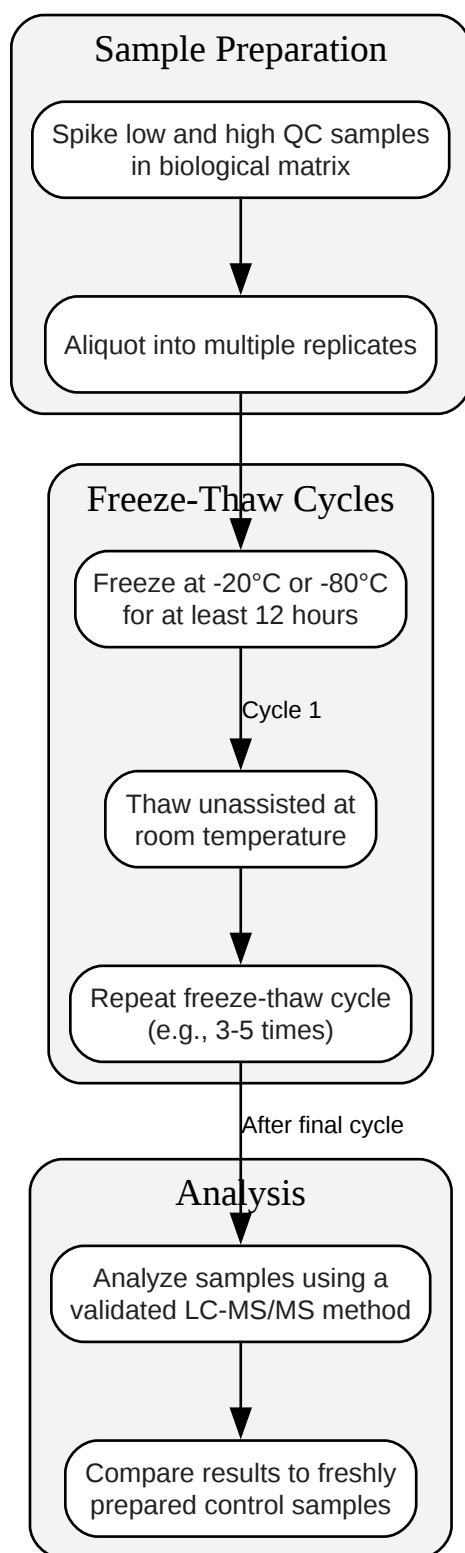 Sample Preparation
Spike low and high QC samples
in biological matrix
Aliquot into multiple replicates
Freeze-Thaw Cycles
Freeze at -20°C or -80°C
for at least 12 hours
Cycle 1
Thaw unassisted at
room temperature
Repeat freeze-thaw cycle
(e.g., 3-5 times)
After final cycle
Analysis
Analyze samples using a
validated LC-MS/MS method
Compare results to freshly
prepared control samples